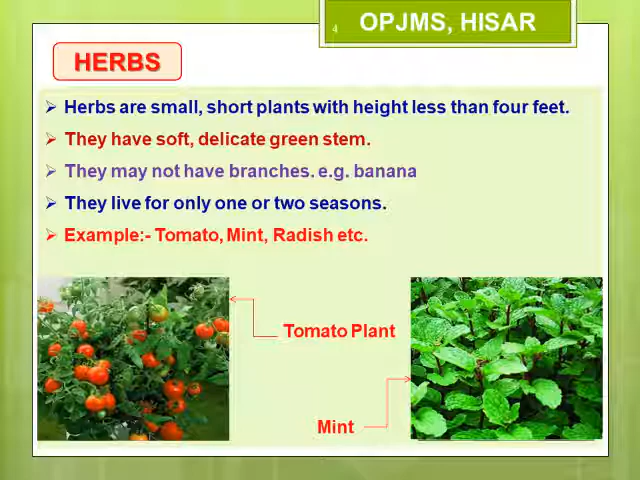 4
OPJMS, HISAR
HERBS
Herbs are small, short plants with height less than four feet.
They have soft, delicate green stem.
They may not have branches. e.g. banana
They live for only one or two seasons.
Example:- Tomato, Mint, Radish etc.
Tomato Plant
Mint